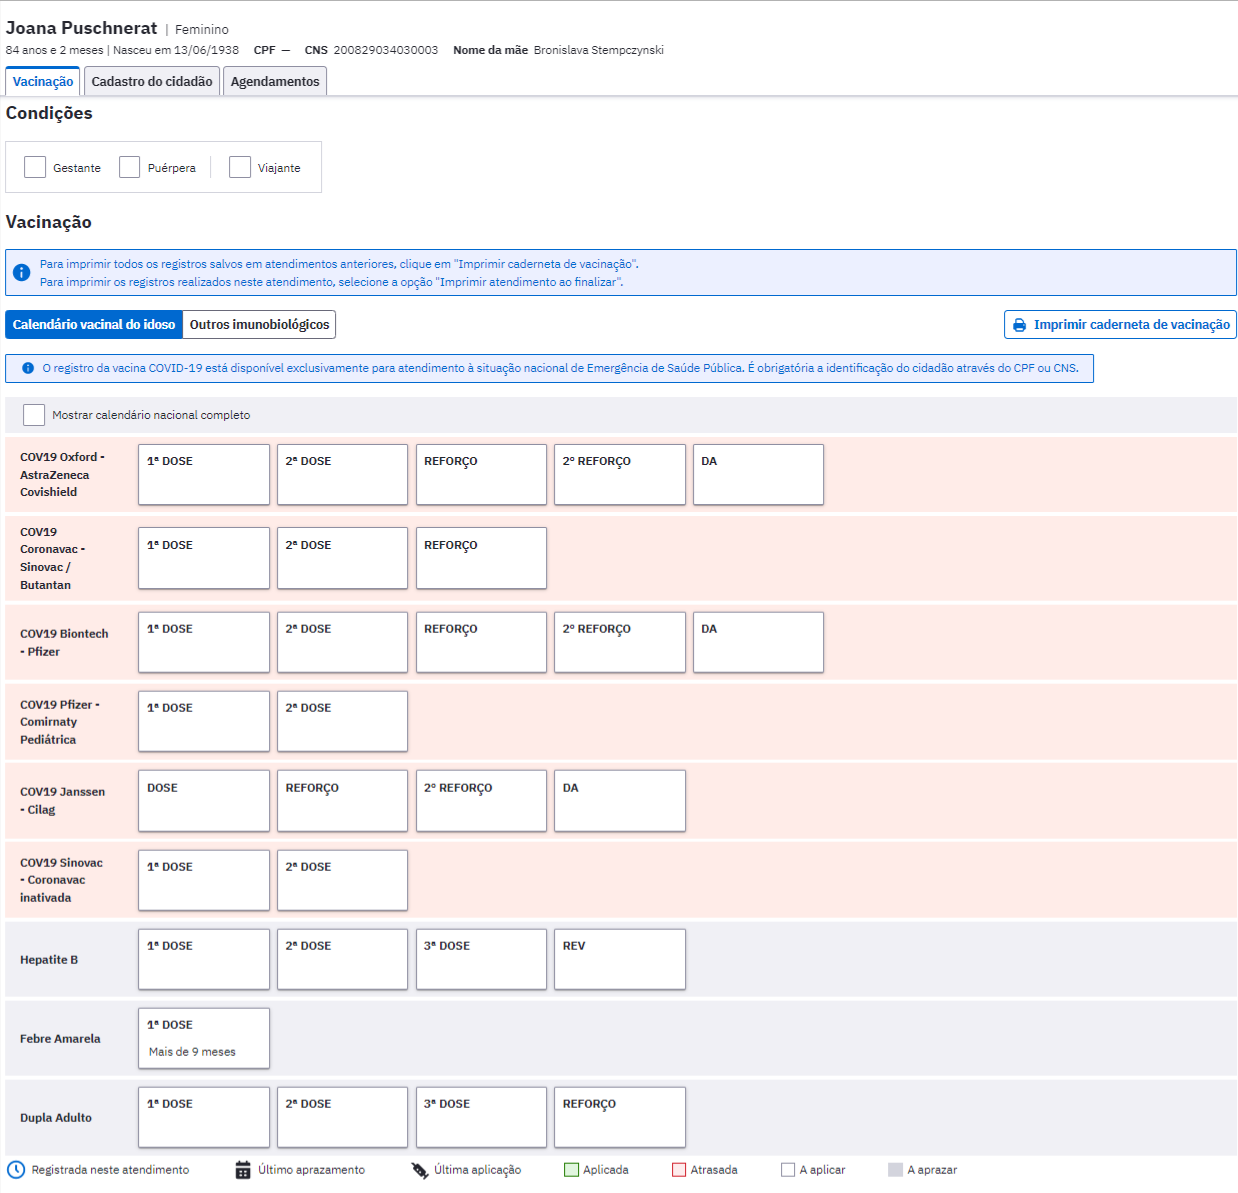 Joana Puschnerat | Feminino
84 anos e 2 meses | Nasceu em 13/06/1938 CPF — CNS 200829034030003 Nome da mãe Bronislava Stempczynski
Vacinação Cadastro do cidadão Agendamentos
Condições
Gestante Puérpera Viajante
Vacinação
Para imprimir todos os registros salvos em atendimentos anteriores, clique em "Imprimir caderneta de vacinação".
Para imprimir os registros realizados neste atendimento, selecione a opção "Imprimir atendimento ao finalizar".
Calendário vacinal do idoso Outros imunobiológicos Imprimir caderneta de vacinação
O registro da vacina COVID-19 está disponível exclusivamente para atendimento à situação nacional de Emergência de Saúde Pública. É obrigatória a identificação do cidadão através do CPF ou CNS.
Mostrar calendário nacional completo
COV19 Oxford -
AstraZeneca
Covishield
1ª DOSE 2ª DOSE REFORÇO 2º REFORÇO DA
COV19
Coronavac -
Sinovac /
Butantan
1ª DOSE 2ª DOSE REFORÇO
COV19 Biontech
- Pfizer
1ª DOSE 2ª DOSE REFORÇO 2º REFORÇO DA
COV19 Pfizer -
Comirnaty
Pediátrica
1ª DOSE 2ª DOSE
COV19 Janssen
- Cilag
DOSE REFORÇO 2º REFORÇO DA
COV19 Sinovac
- Coronavac
inativada
1ª DOSE 2ª DOSE
Hepatite B
1ª DOSE 2ª DOSE 3ª DOSE REV
Febre Amarela
1ª DOSE
Mais de 9 meses
Dupla Adulto
1ª DOSE 2ª DOSE 3ª DOSE REFORÇO
Registrada neste atendimento Último aprazamento Última aplicação Aplicada Atrasada A aplicar A aprazar